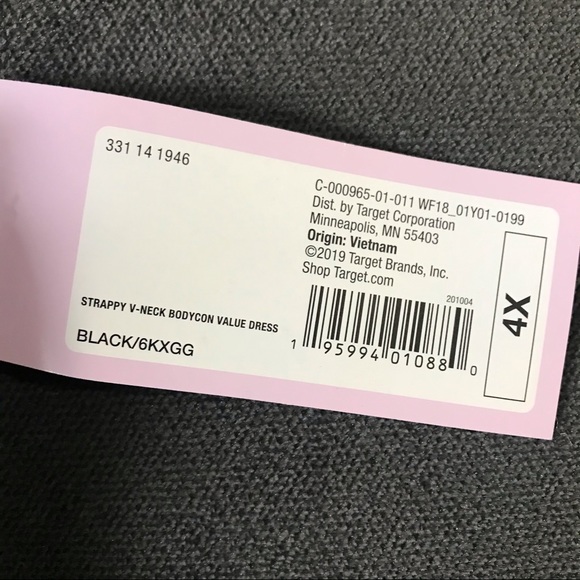 331 14 1946
C-000965-01-011 WF18_01Y01-0199
Dist. by Target Corporation
Minneapolis, MN 55403
Origin: Vietnam
©2019 Target Brands, Inc.
Shop Target.com
201004
1 95994 01088 0
4X
STRAPPY V-NECK BODYCON VALUE DRESS
BLACK/6KXGG